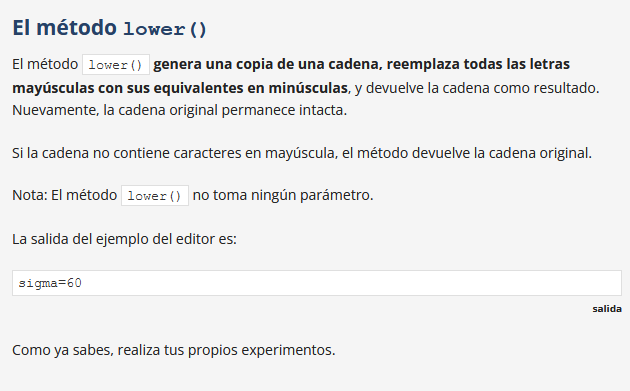 El método lower()
El método lower() genera una copia de una cadena, reemplaza todas las letras
mayúsculas con sus equivalentes en minúsculas, y devuelve la cadena como resultado.
Nuevamente, la cadena original permanece intacta.
Si la cadena no contiene caracteres en mayúscula, el método devuelve la cadena original.
Nota: El método lower() no toma ningún parámetro.
La salida del ejemplo del editor es:
sigma=60
salida
Como ya sabes, realiza tus propios experimentos.